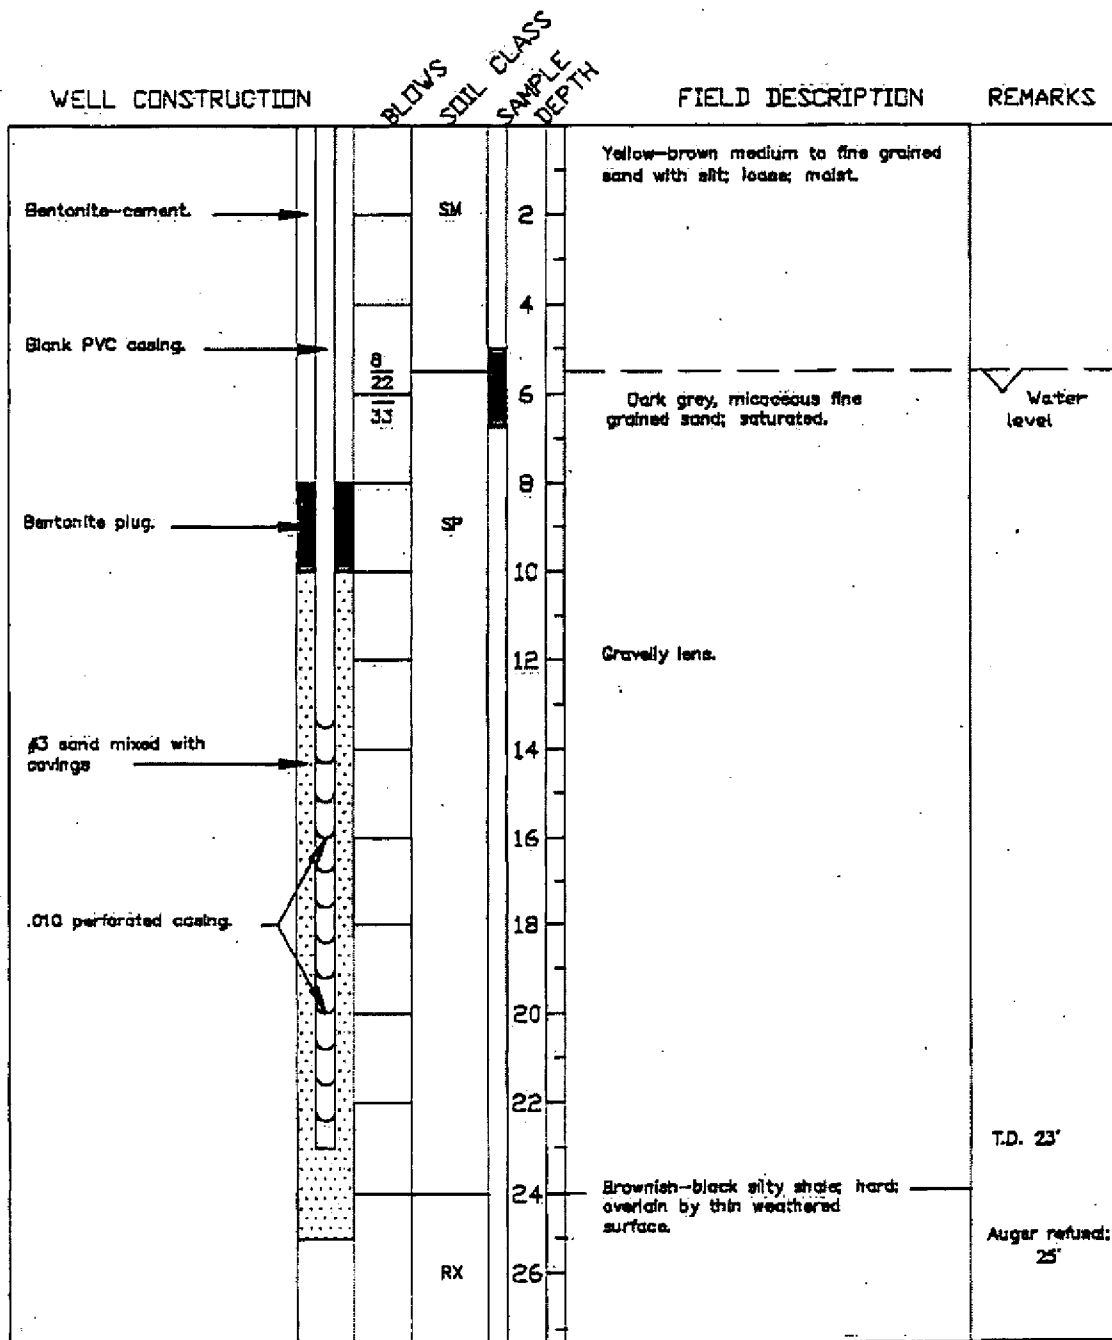 WELL CONSTRUCTION
BLOWS
SOIL CLASS
SAMPLE
DEPTH
FIELD DESCRIPTION
REMARKS
Yellow-brown medium to fine grained
sand with silt; loose; moist.
Bentonite-cement.
SM
2
4
Blank PVC casing.
8
22
33
6
Dark grey, micaceous fine
grained sand; saturated.
Water
level
8
Bentonite plug.
SP
10
12
Gravelly lens.
#3 sand mixed with
cavings
14
16
.010 perforated casing.
18
20
22
T.D. 23'
24
Brownish-black silty shale; hard;
overlain by thin weathered
surface.
Auger refusal:
25'
RX
26